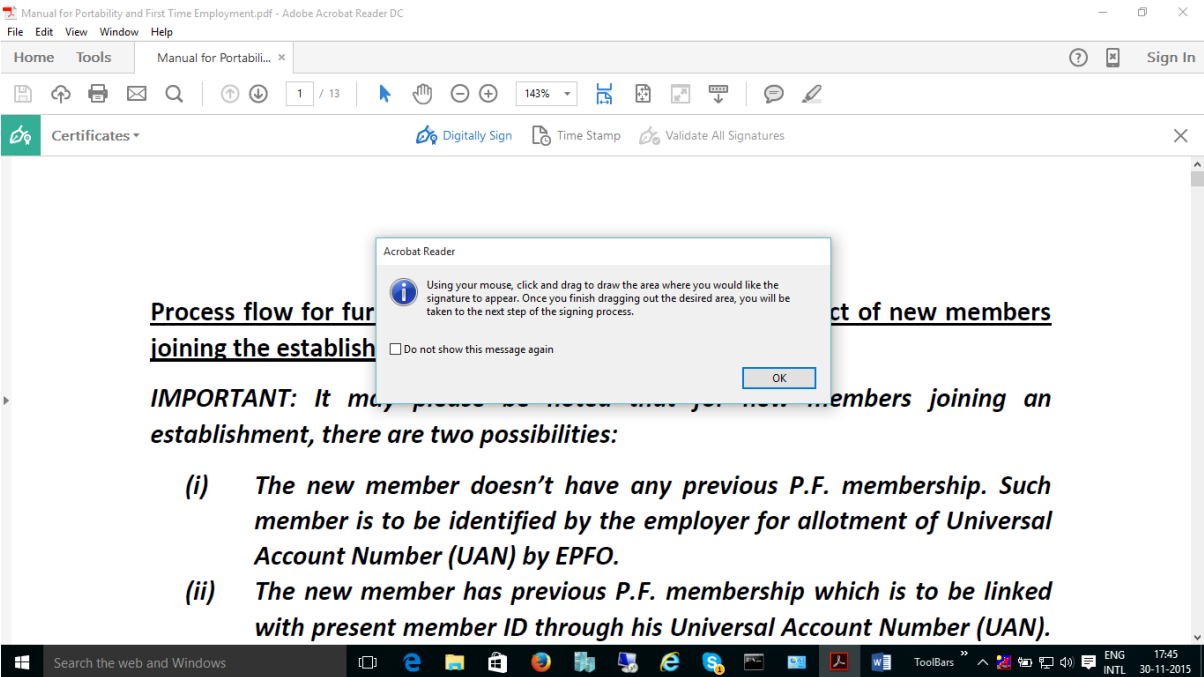 Manual for Portability and First Time Employment.pdf - Adobe Acrobat Reader DC
File Edit View Window Help
Home Tools Manual for Portabili... × Sign In
1 / 13 143%
Certificates Digitally Sign Time Stamp Validate All Signatures
Acrobat Reader
Using your mouse, click and drag to draw the area where you would like the
signature to appear. Once you finish dragging out the desired area, you will be
taken to the next step of the signing process.
Do not show this message again
OK
Process flow for fur ct of new members
joining the establish
IMPORTANT: It may please be noted that for new members joining an
establishment, there are two possibilities:
(i) The new member doesn’t have any previous P.F. membership. Such
member is to be identified by the employer for allotment of Universal
Account Number (UAN) by EPFO.
(ii) The new member has previous P.F. membership which is to be linked
with present member ID through his Universal Account Number (UAN).
Search the web and Windows ToolBars » ENG 17:45
INTL 30-11-2015